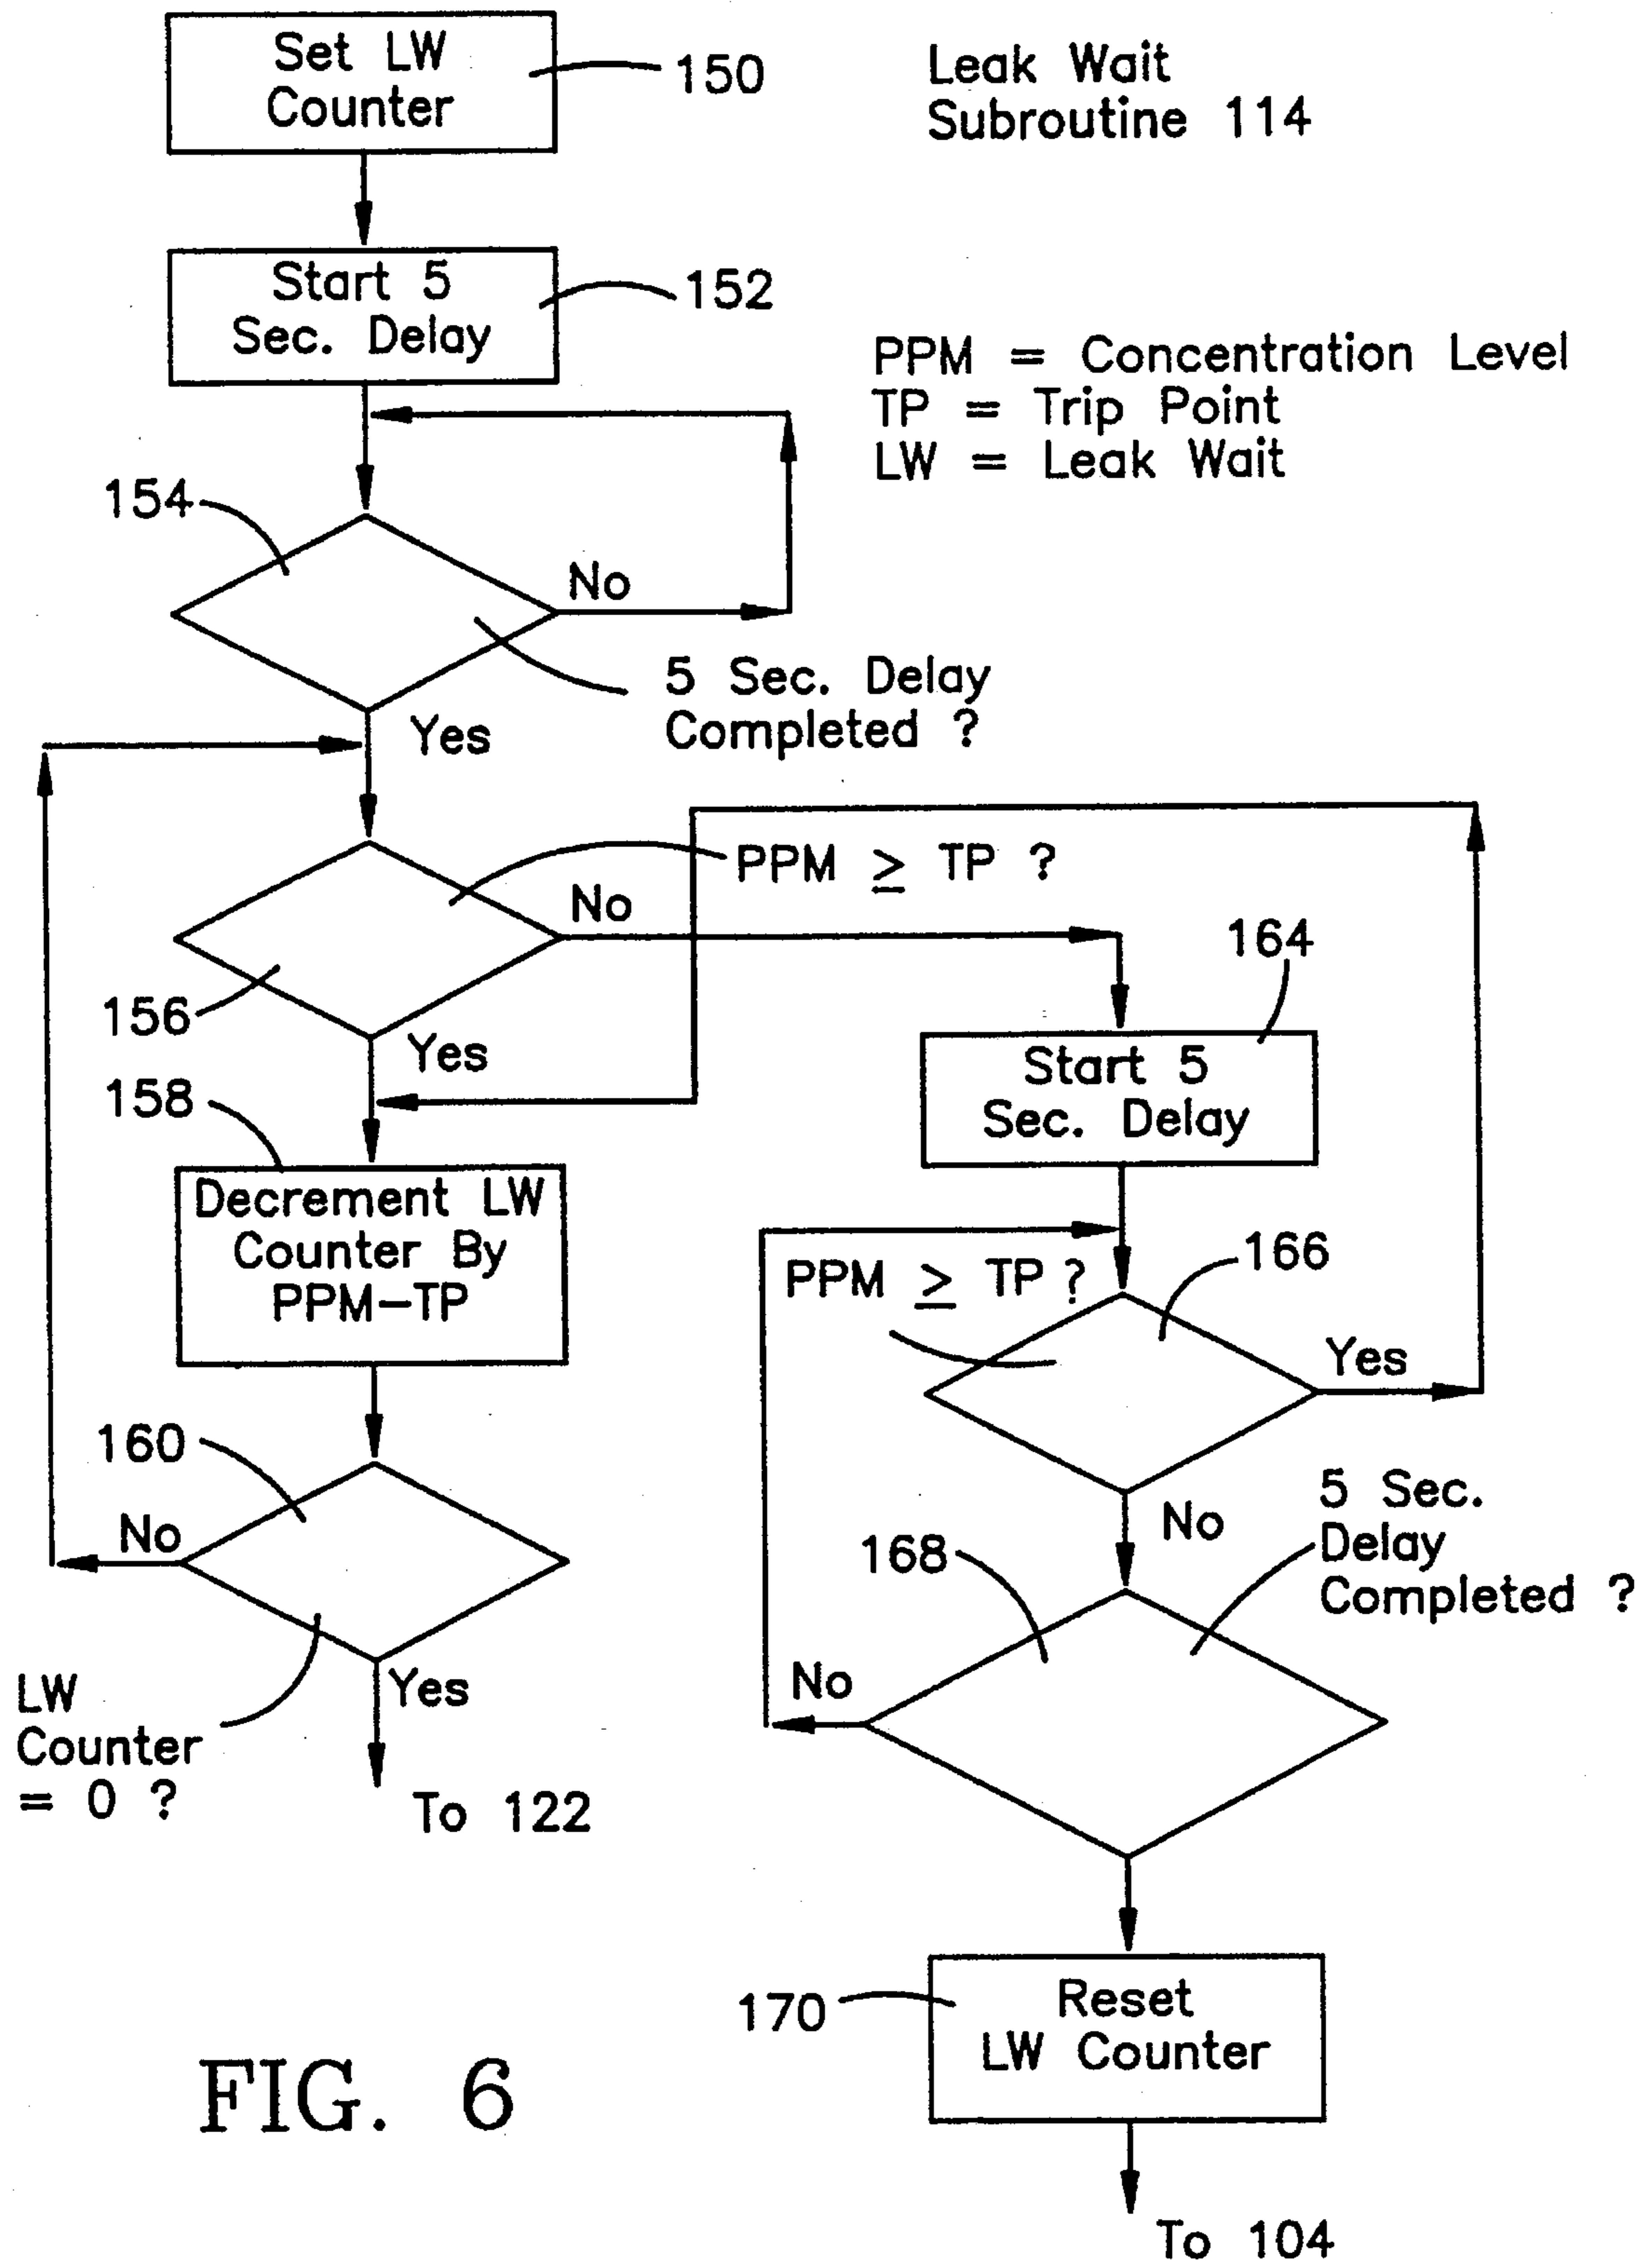 Set LW
Counter
150
Leak Wait
Subroutine 114
Start 5
Sec. Delay
152
PPM = Concentration Level
TP = Trip Point
LW = Leak Wait
154
No
5 Sec. Delay
Completed ?
Yes
PPM ≥ TP ?
No
156
Yes
164
Start 5
Sec. Delay
158
Decrement LW
Counter By
PPM-TP
PPM ≥ TP ?
166
Yes
160
No
No
168
5 Sec.
Delay
Completed ?
LW
Counter
= 0 ?
Yes
No
To 122
170
Reset
LW Counter
FIG. 6
To 104